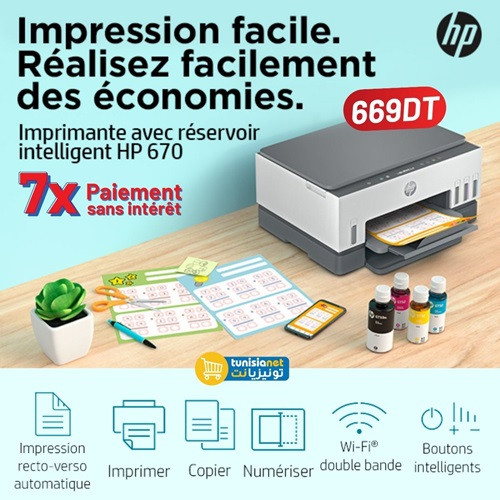 Impression facile.
Réalisez facilement
des économies.
hp
669DT
Imprimante avec réservoir
intelligent HP 670
7x Paiement
sans intérêt
tunisianet
تونيزيانت
Impression
recto-verso
automatique
Imprimer
Copier
Numériser
Wi-Fi®
double bande
Boutons
intelligents